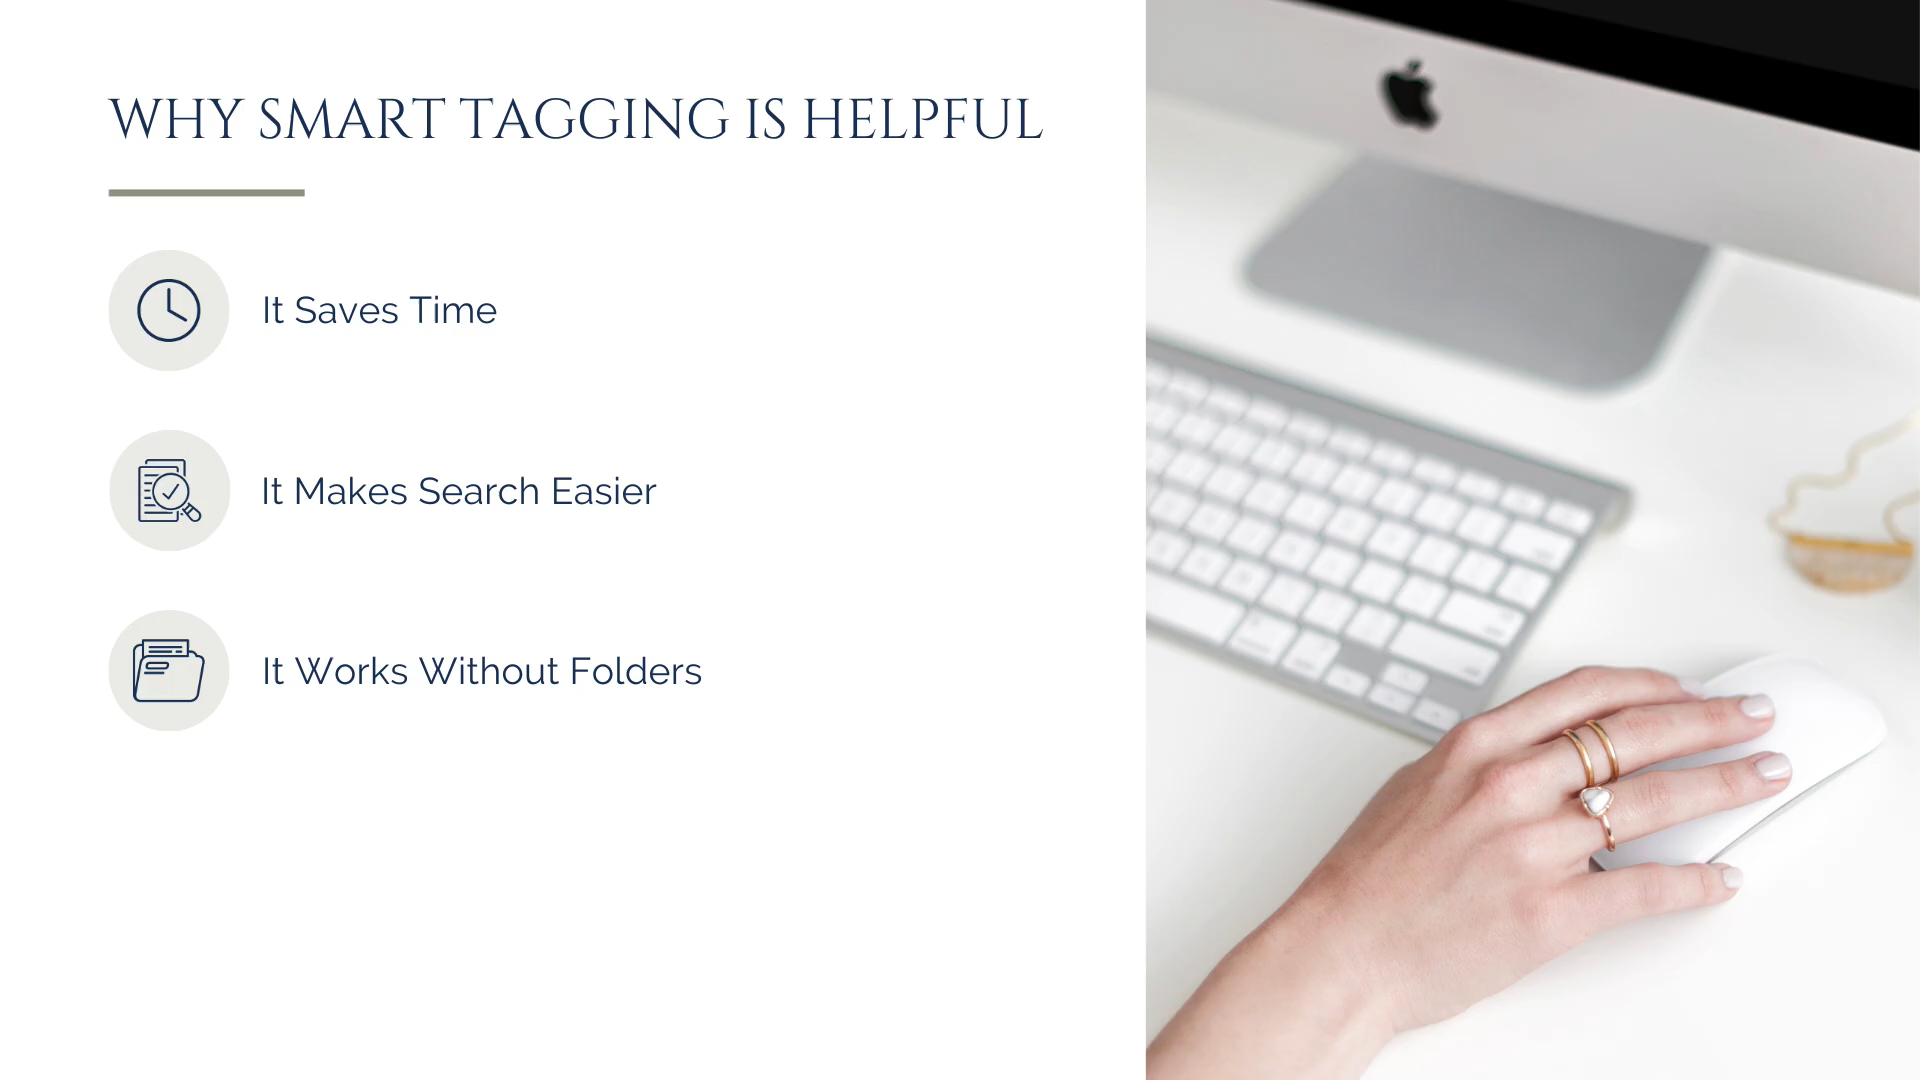 WHY SMART TAGGING IS HELPFUL
It Saves Time
It Makes Search Easier
It Works Without Folders